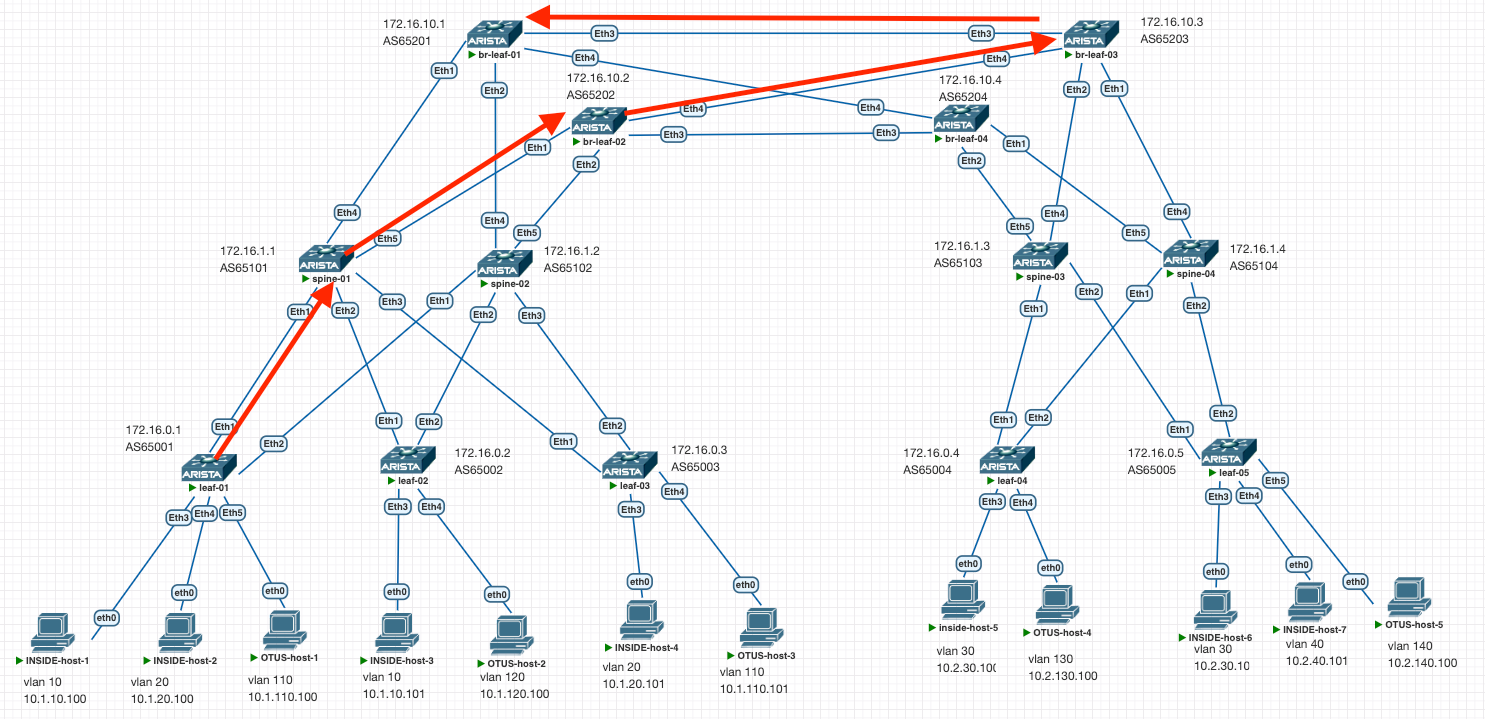 172.16.10.1
AS65201
ARISTA
br-leaf-01
Eth3
Eth3
ARISTA
br-leaf-03
172.16.10.3
AS65203
Eth1
Eth2
Eth4
172.16.10.2
AS65202
Eth4
172.16.10.4
AS65204
Eth2
Eth1
ARISTA
br-leaf-02
Eth4
Eth4
ARISTA
br-leaf-04
Eth3
Eth3
Eth1
Eth2
Eth2
Eth1
Eth4
Eth5
Eth4
Eth5
Eth5
Eth4
Eth5
Eth4
172.16.1.1
AS65101
ARISTA
spine-01
ARISTA
spine-02
172.16.1.2
AS65102
172.16.1.3
AS65103
ARISTA
spine-03
ARISTA
spine-04
172.16.1.4
AS65104
Eth1
Eth2
Eth3
Eth1
Eth2
Eth3
Eth1
Eth2
Eth1
Eth2
172.16.0.1
AS65001
Eth1
Eth2
ARISTA
leaf-01
Eth1
Eth2
ARISTA
leaf-02
172.16.0.2
AS65002
Eth1
Eth2
ARISTA
leaf-03
172.16.0.3
AS65003
172.16.0.4
AS65004
Eth1
Eth2
ARISTA
leaf-04
172.16.0.5
AS65005
Eth1
Eth2
ARISTA
leaf-05
Eth3
Eth4
Eth5
Eth3
Eth4
Eth3
Eth4
Eth3
Eth4
Eth3
Eth4
Eth5
eth0
eth0
eth0
eth0
eth0
eth0
eth0
eth0
eth0
eth0
eth0
eth0
INSIDE-host-1
vlan 10
10.1.10.100
INSIDE-host-2
vlan 20
10.1.20.100
OTUS-host-1
vlan 110
10.1.110.100
INSIDE-host-3
vlan 10
10.1.10.101
OTUS-host-2
vlan 120
10.1.120.100
INSIDE-host-4
vlan 20
10.1.20.101
OTUS-host-3
vlan 110
10.1.110.101
inside-host-5
vlan 30
10.2.30.100
OTUS-host-4
vlan 130
10.2.130.100
INSIDE-host-6
vlan 30
10.2.30.10
INSIDE-host-7
vlan 40
10.2.40.101
OTUS-host-5
vlan 140
10.2.140.100